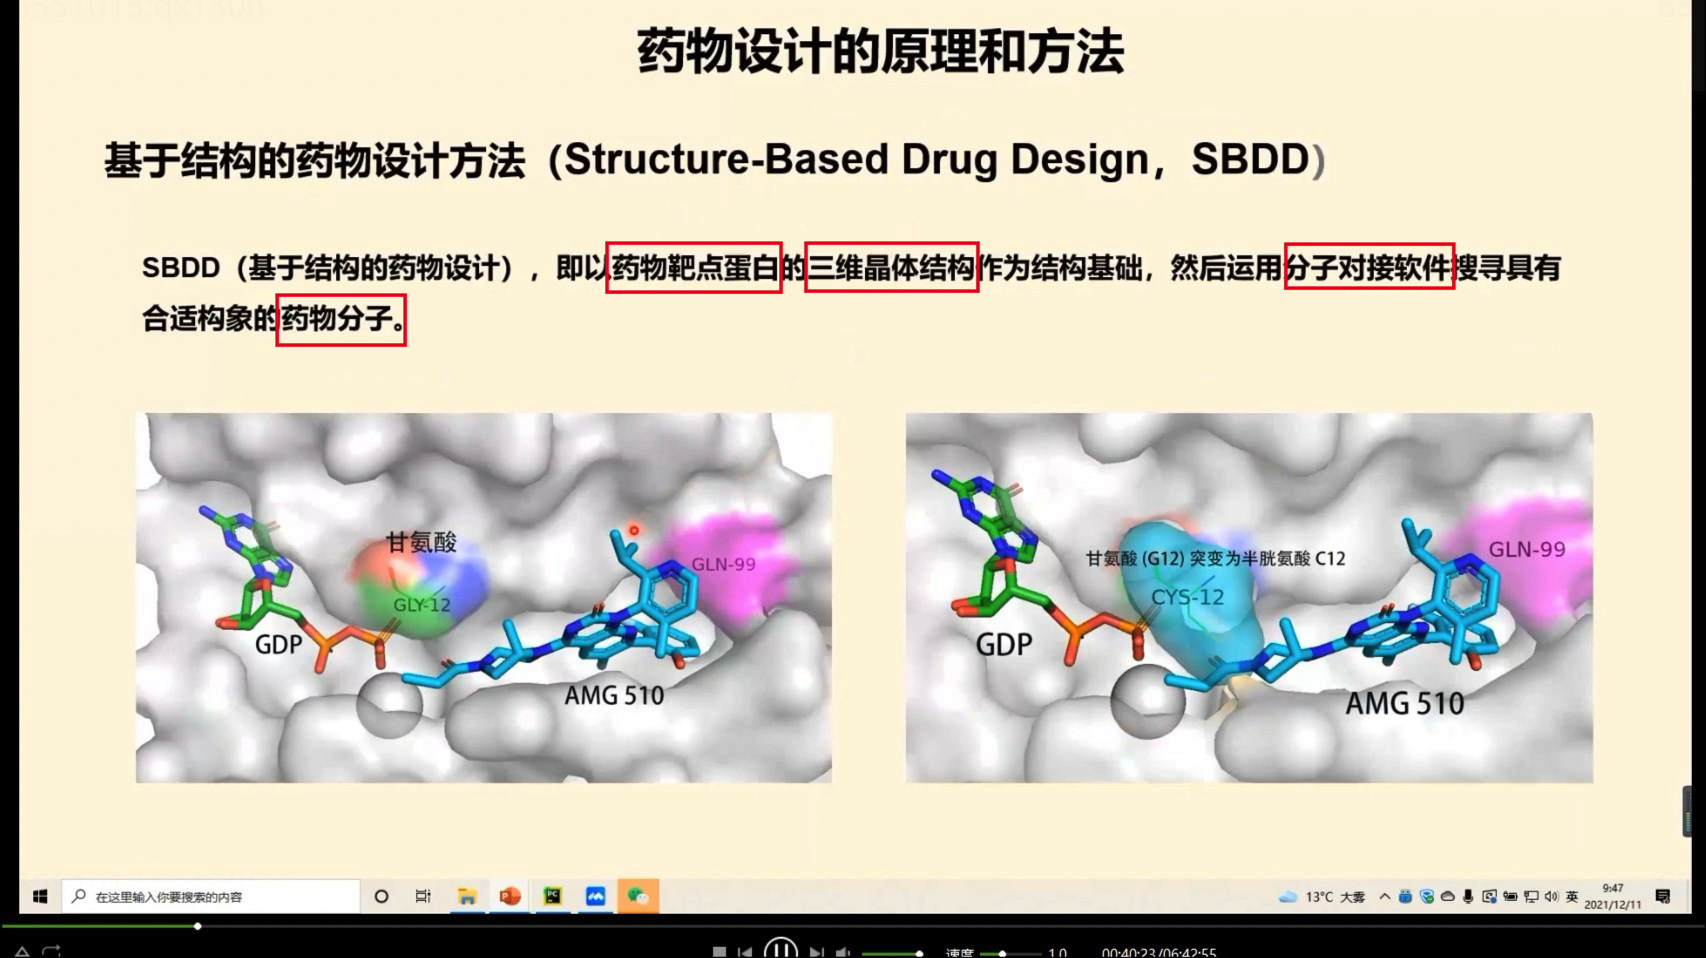 药物设计的原理和方法
基于结构的药物设计方法（Structure-Based Drug Design，SBDD）
SBDD（基于结构的药物设计），即以药物靶点蛋白的三维晶体结构作为结构基础，然后运用分子对接软件搜寻具有
合适构象的药物分子。
甘氨酸
GLY-12
GLN-99
GDP
AMG 510
甘氨酸 (G12) 突变为半胱氨酸 C12
CYS-12
GLN-99
GDP
AMG 510
在这里输入你要搜索的内容
13°C 大雾
英
9:47
2021/12/11
速度
1.0
00:40:23/06:42:55